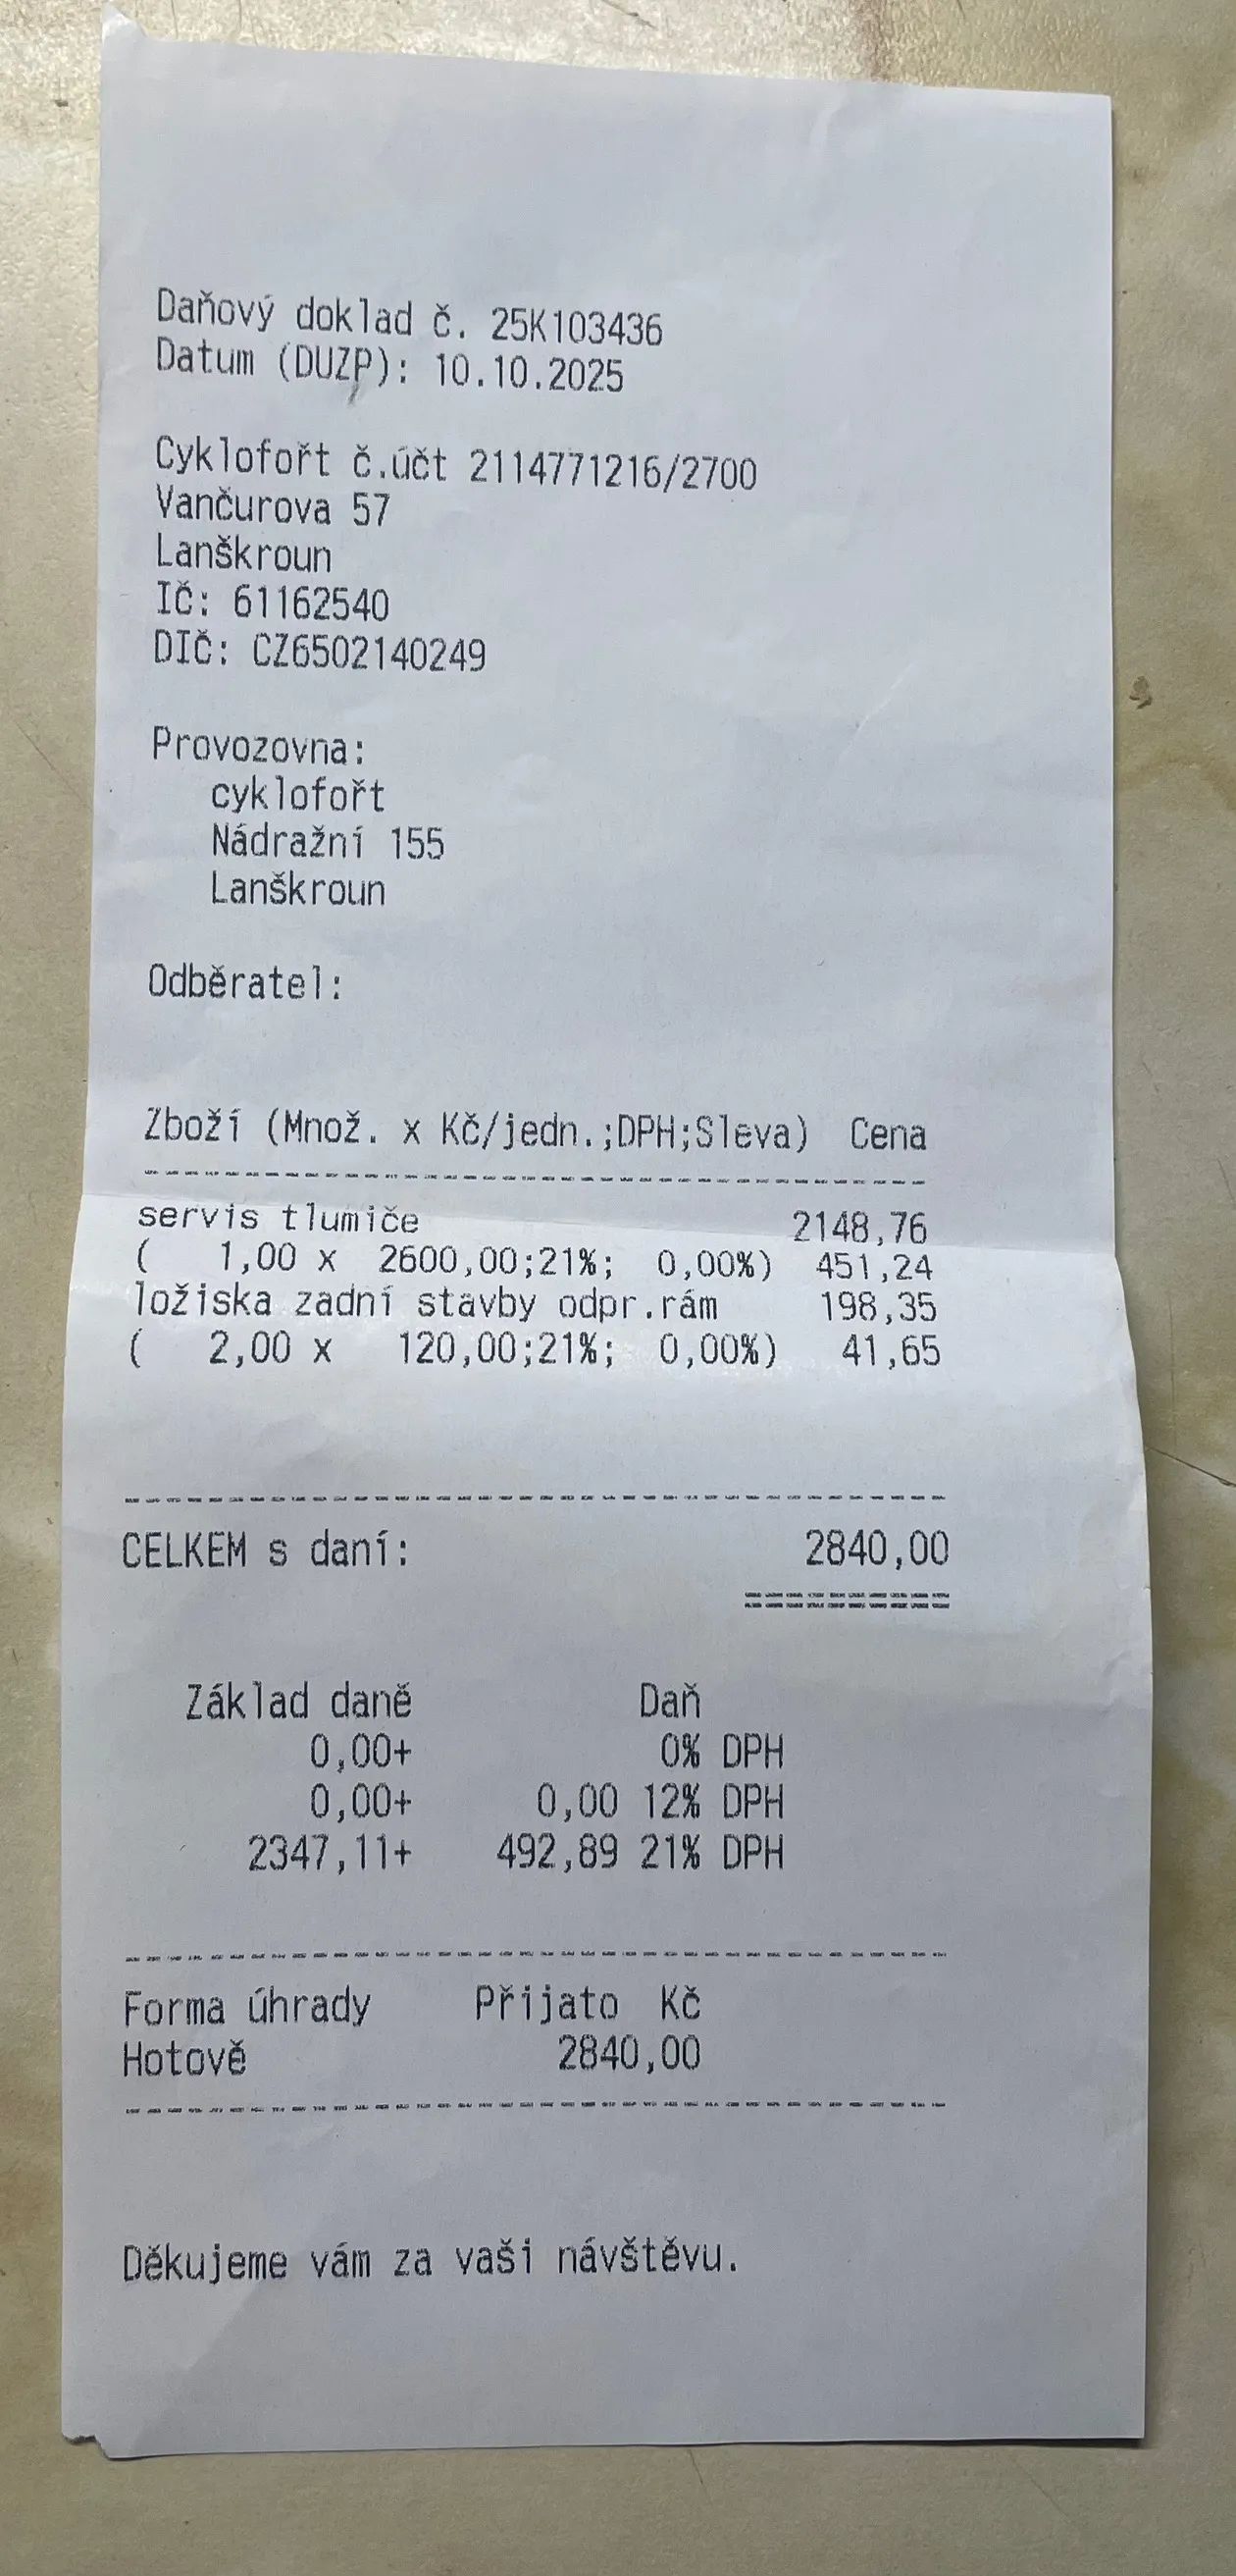 Daňový doklad č. 25K103436
Datum (DUZP): 10.10.2025
Cyklofořt č.účt 2114771216/2700
Vančurova 57
Lanškroun
IČ: 61162540
DIČ: CZ6502140249
Provozovna:
cyklofořt
Nádražní 155
Lanškroun
Odběratel:
Zboží (Množ. x Kč/jedn.;DPH;Sleva) Cena
servis tlumiče 2148,76
( 1,00 x 2600,00;21%; 0,00%) 451,24
ložiska zadní stavby odpr.rám 198,35
( 2,00 x 120,00;21%; 0,00%) 41,65
CELKEM s daní: 2840,00
Základ daně Daň
0,00+ 0% DPH
0,00+ 0,00 12% DPH
2347,11+ 492,89 21% DPH
Forma úhrady Přijato Kč
Hotově 2840,00
Děkujeme vám za vaši návštěvu.